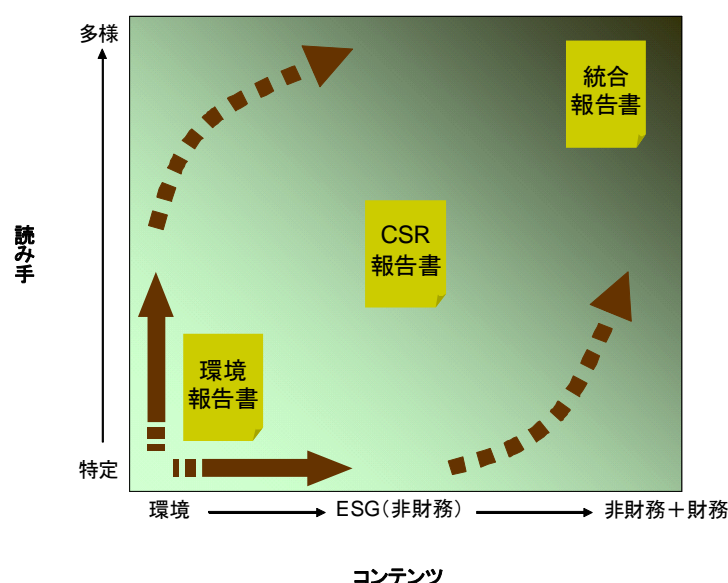 多様
統合
報告書
CSR
報告書
読み手
環境
報告書
特定
環境
ESG(非財務)
非財務+財務
コンテンツ